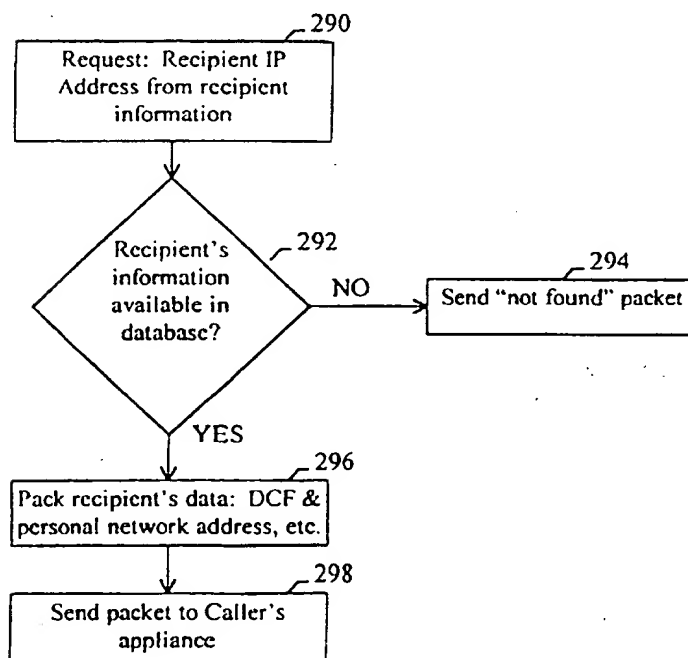 290
Request: Recipient IP
Address from recipient
information
292
Recipient's
information
available in
database?
NO
294
Send "not found" packet
YES
296
Pack recipient's data: DCF &
personal network address, etc.
298
Send packet to Caller's
appliance